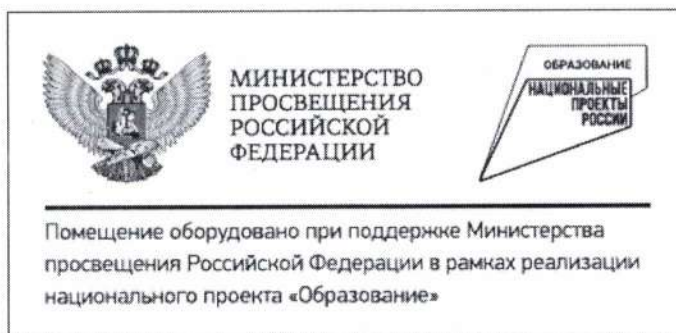 МИНИСТЕРСТВО
ПРОСВЕЩЕНИЯ
РОССИЙСКОЙ
ФЕДЕРАЦИИ
ОБРАЗОВАНИЕ
НАЦИОНАЛЬНЫЕ
ПРОЕКТЫ
РОССИИ
Помещение оборудовано при поддержке Министерства
просвещения Российской Федерации в рамках реализации
национального проекта «Образование»